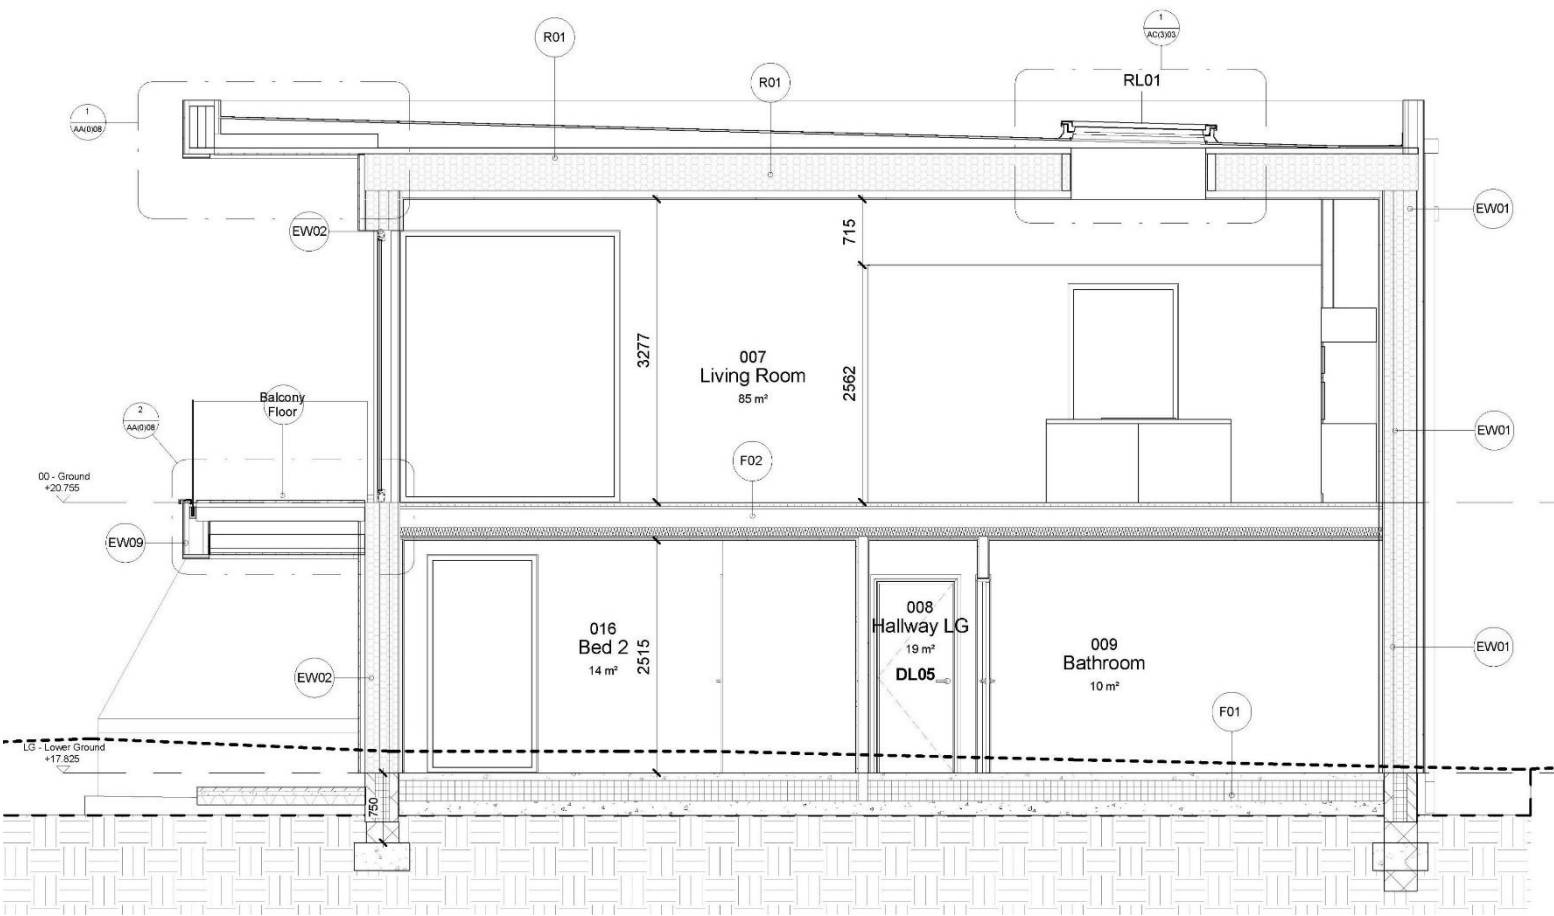 1
AC(3)03
R01
RL01
R01
1
AA(0)08
EW01
EW02
715
3277
007
Living Room
85 m²
2562
Balcony
Floor
2
AA(0)08
EW01
F02
00 - Ground
+20.755
EW09
016
Bed 2
14 m²
2515
008
Hallway LG
19 m²
DL05
009
Bathroom
10 m²
EW01
EW02
F01
LG - Lower Ground
+17.825
750